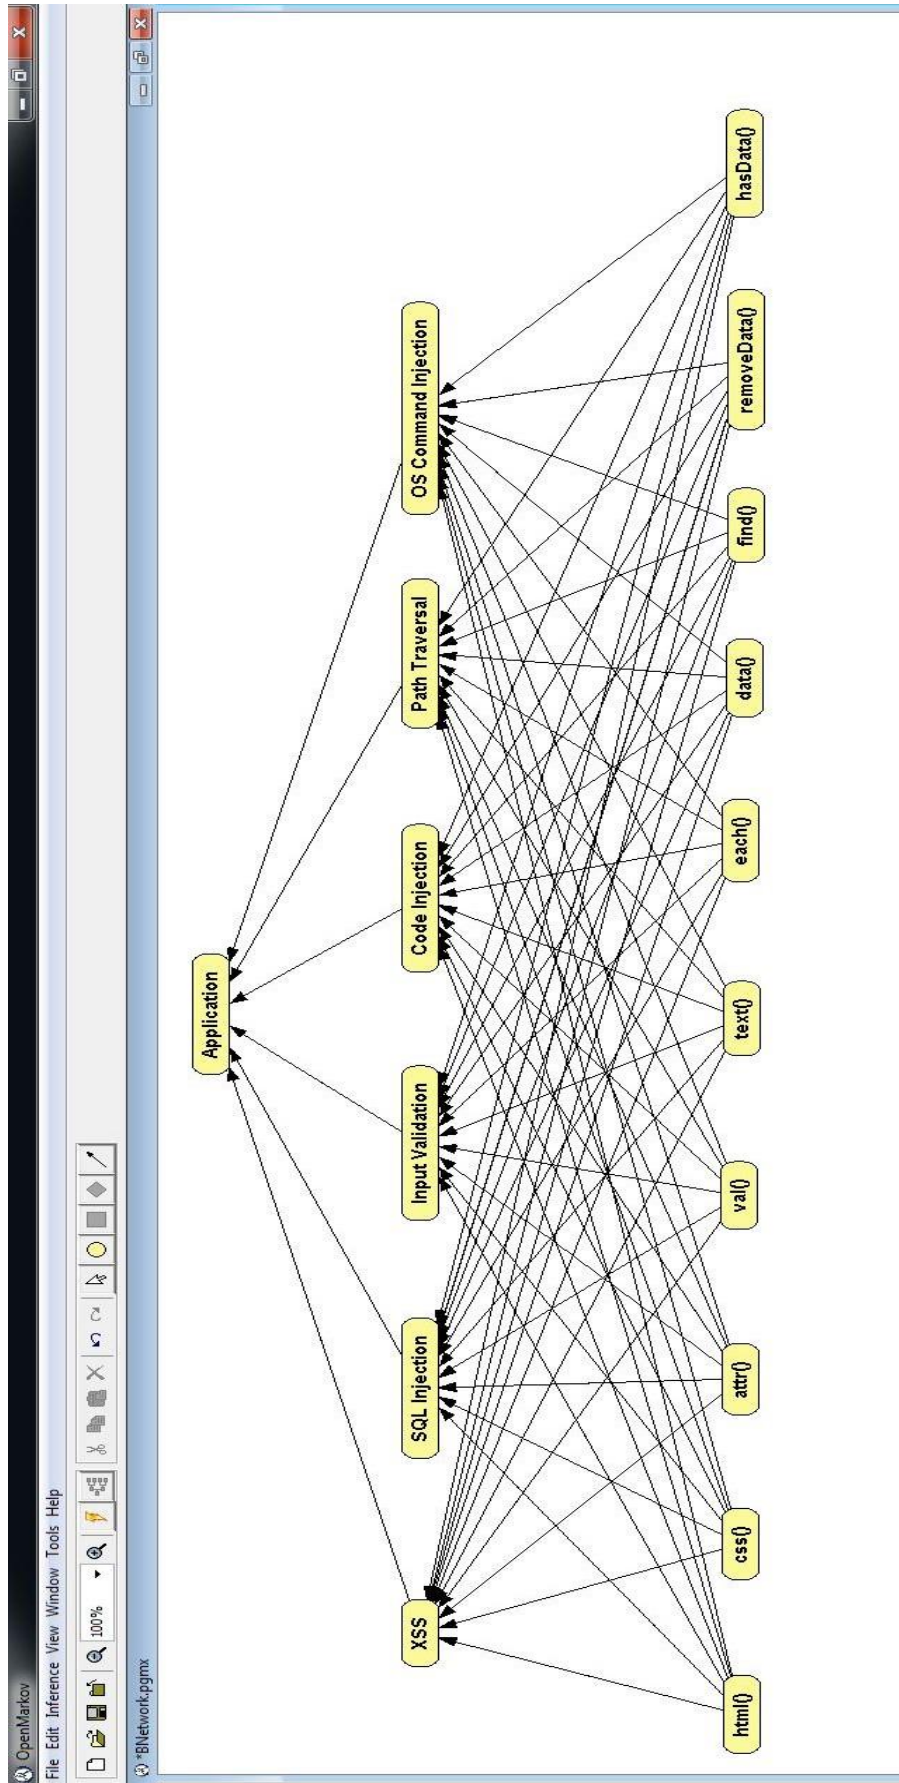 OpenMarkov
File Edit Inference View Window Tools Help
100%
*BNetwork.pgmx
Application
XSS
SQL Injection
Input Validation
Code Injection
Path Traversal
OS Command Injection
html()
css()
attr()
val()
text()
each()
data()
find()
removeData()
hasData()